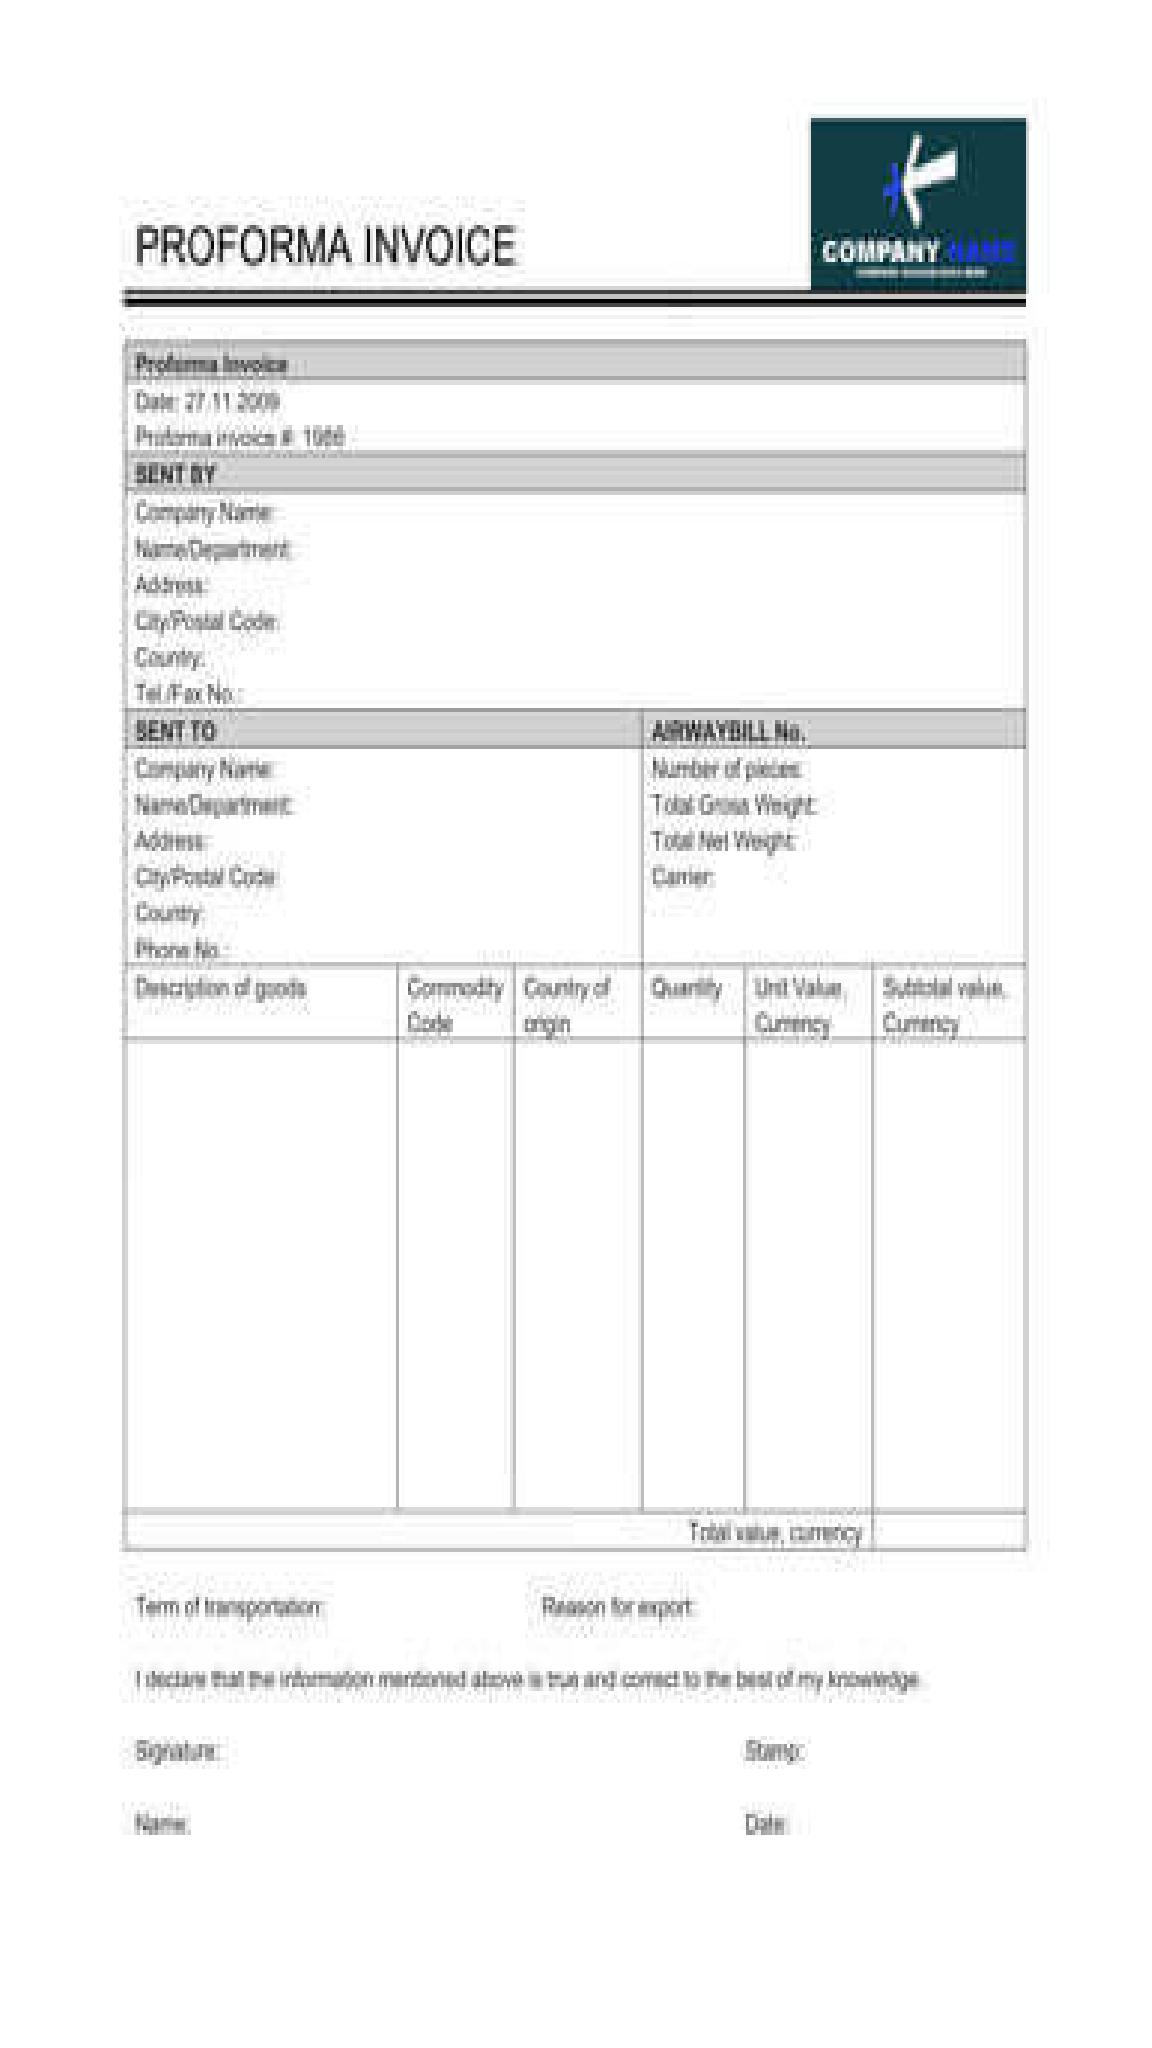 COMPANY NAME
PROFORMA INVOICE
Proforma Invoice
Date: 27.11.2009
Proforma invoice #:
SENT BY
Company Name:
Name/Department:
Address:
City/Postal Code:
Country:
Tel./Fax No.:
SENT TO
AIRWAYBILL No.
Company Name:
Number of pieces:
Name/Department:
Total Gross Weight:
Address:
Total Net Weight:
City/Postal Code:
Carrier:
Country:
Phone No.:
Description of goods
Commodity
Code
Country of
origin
Quantity
Unit Value,
Currency
Subtotal value,
Currency
Total value, currency
Term of transportation:
Reason for export:
I declare that the information mentioned above is true and correct to the best of my knowledge.
Signature:
Stamp:
Name:
Date: